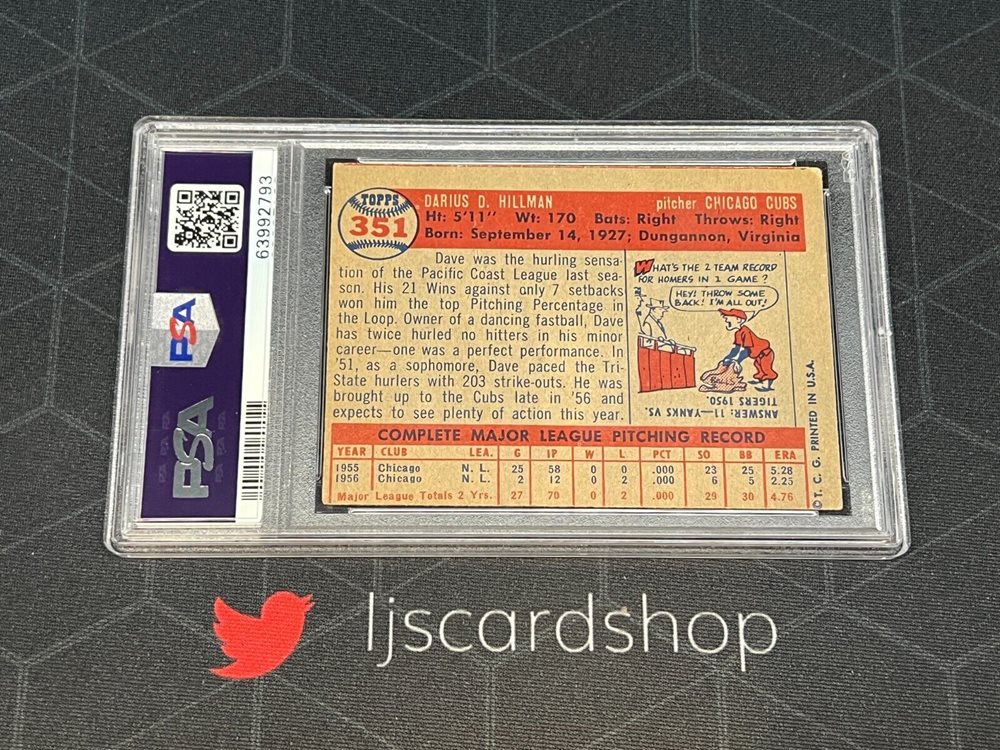 63992793
PSA
PSA
TOPPS
351
DARIUS D. HILLMAN pitcher CHICAGO CUBS
Ht: 5'11" Wt: 170 Bats: Right Throws: Right
Born: September 14, 1927; Dungannon, Virginia
Dave was the hurling sensa-
tion of the Pacific Coast League last sea-
son. His 21 Wins against only 7 setbacks
won him the top Pitching Percentage in
the Loop. Owner of a dancing fastball, Dave
has twice hurled no hitters in his minor
career—one was a perfect performance. In
'51, as a sophomore, Dave paced the Tri-
State hurlers with 203 strike-outs. He was
brought up to the Cubs late in '56 and
expects to see plenty of action this year.
WHAT'S THE 2 TEAM RECORD
FOR HOMERS IN 1 GAME?
HEY! THROW SOME
BACK! I'M ALL OUT!
BALLS
ANSWER: 11—YANKS VS.
TIGERS 1950.
COMPLETE MAJOR LEAGUE PITCHING RECORD
YEAR CLUB LEA. G IP W L PCT SO BB ERA
1955 Chicago N. L. 25 58 0 0 .000 23 25 5.28
1956 Chicago N. L. 2 12 0 2 .000 6 5 2.25
Major League Totals 2 Yrs. 27 70 0 2 .000 29 30 4.76
©T. C. G. PRINTED IN U.S.A.
ljscardshop